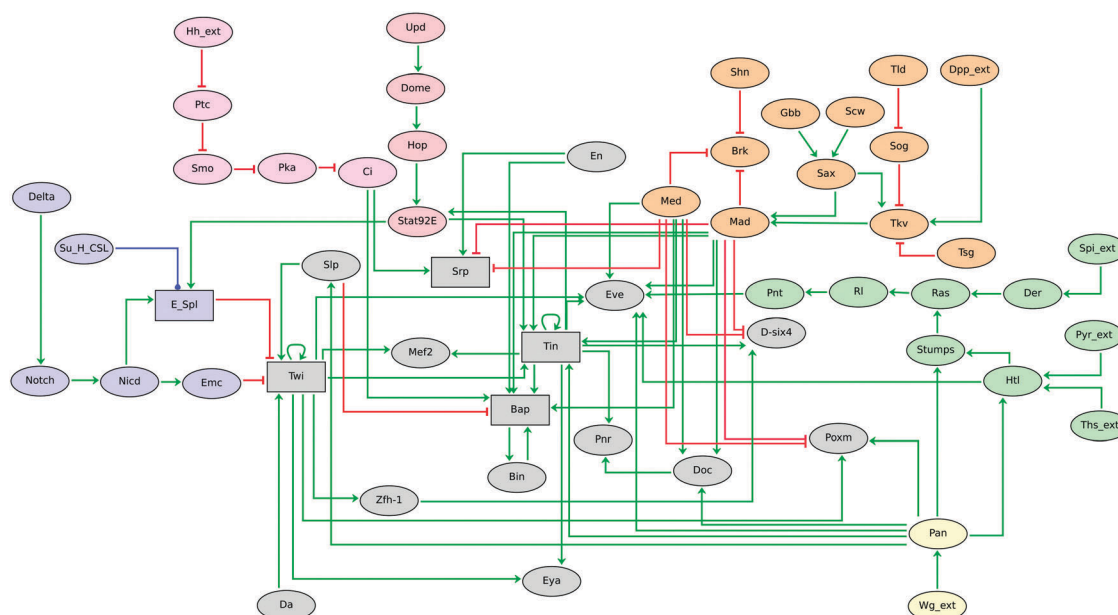 Hh_ext
Upd
Shn
Tld
Dpp_ext
Dome
Gbb
Scw
Ptc
Hop
Brk
Sog
En
Smo
Pka
Ci
Sax
Delta
Med
Stat92E
Mad
Tkv
Su_H_CSL
Tsg
Spi_ext
Slp
Srp
E_Spl
Eve
Pnt
Rl
Ras
Der
D-six4
Pyr_ext
Mef2
Tin
Stumps
Notch
Nicd
Emc
Twi
Htl
Bap
Ths_ext
Pnr
Poxm
Bin
Doc
Zfh-1
Pan
Eya
Da
Wg_ext